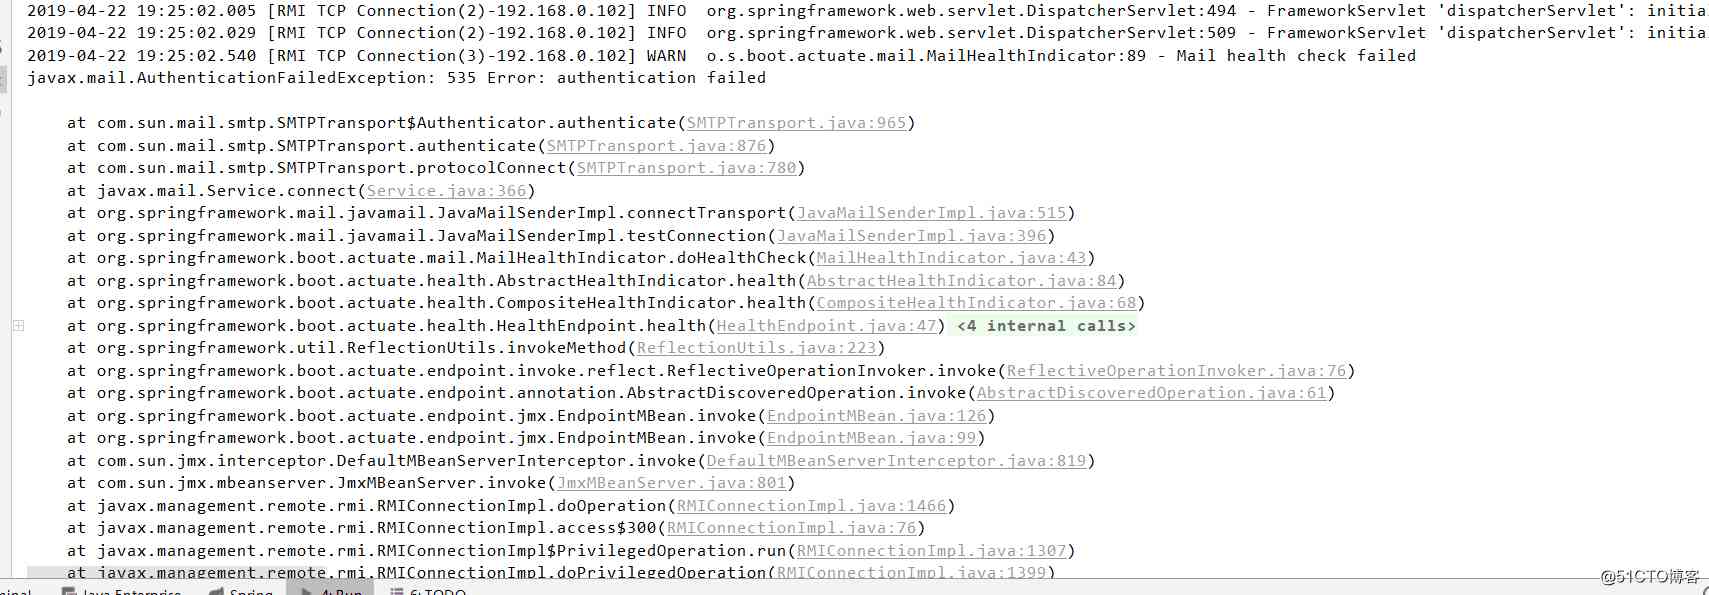 2019-04-22 19:25:02.005 [RMI TCP Connection(2)-192.168.0.102] INFO  org.springframework.web.servlet.DispatcherServlet:494 - FrameworkServlet 'dispatcherServlet': initia
2019-04-22 19:25:02.029 [RMI TCP Connection(2)-192.168.0.102] INFO  org.springframework.web.servlet.DispatcherServlet:509 - FrameworkServlet 'dispatcherServlet': initia
2019-04-22 19:25:02.540 [RMI TCP Connection(3)-192.168.0.102] WARN  o.s.boot.actuate.mail.MailHealthIndicator:89 - Mail health check failed
javax.mail.AuthenticationFailedException: 535 Error: authentication failed
at com.sun.mail.smtp.SMTPTransport$Authenticator.authenticate(SMTPTransport.java:965)
at com.sun.mail.smtp.SMTPTransport.authenticate(SMTPTransport.java:876)
at com.sun.mail.smtp.SMTPTransport.protocolConnect(SMTPTransport.java:780)
at javax.mail.Service.connect(Service.java:366)
at org.springframework.mail.javamail.JavaMailSenderImpl.connectTransport(JavaMailSenderImpl.java:515)
at org.springframework.mail.javamail.JavaMailSenderImpl.testConnection(JavaMailSenderImpl.java:396)
at org.springframework.boot.actuate.mail.MailHealthIndicator.doHealthCheck(MailHealthIndicator.java:43)
at org.springframework.boot.actuate.health.AbstractHealthIndicator.health(AbstractHealthIndicator.java:84)
at org.springframework.boot.actuate.health.CompositeHealthIndicator.health(CompositeHealthIndicator.java:68)
at org.springframework.boot.actuate.health.HealthEndpoint.health(HealthEndpoint.java:47) <4 internal calls>
at org.springframework.util.ReflectionUtils.invokeMethod(ReflectionUtils.java:223)
at org.springframework.boot.actuate.endpoint.invoke.reflect.ReflectiveOperationInvoker.invoke(ReflectiveOperationInvoker.java:76)
at org.springframework.boot.actuate.endpoint.annotation.AbstractDiscoveredOperation.invoke(AbstractDiscoveredOperation.java:61)
at org.springframework.boot.actuate.endpoint.jmx.EndpointMBean.invoke(EndpointMBean.java:126)
at org.springframework.boot.actuate.endpoint.jmx.EndpointMBean.invoke(EndpointMBean.java:99)
at com.sun.jmx.interceptor.DefaultMBeanServerInterceptor.invoke(DefaultMBeanServerInterceptor.java:819)
at com.sun.jmx.mbeanserver.JmxMBeanServer.invoke(JmxMBeanServer.java:801)
at javax.management.remote.rmi.RMIConnectionImpl.doOperation(RMIConnectionImpl.java:1466)
at javax.management.remote.rmi.RMIConnectionImpl.access$300(RMIConnectionImpl.java:76)
at javax.management.remote.rmi.RMIConnectionImpl$PrivilegedOperation.run(RMIConnectionImpl.java:1307)
at javax.management.remote.rmi.RMIConnectionImpl.doPrivilegedOperation(RMIConnectionImpl.java:1399)
@51CTO博客
minal Java Enterprise Spring 4: Run 6: TODO